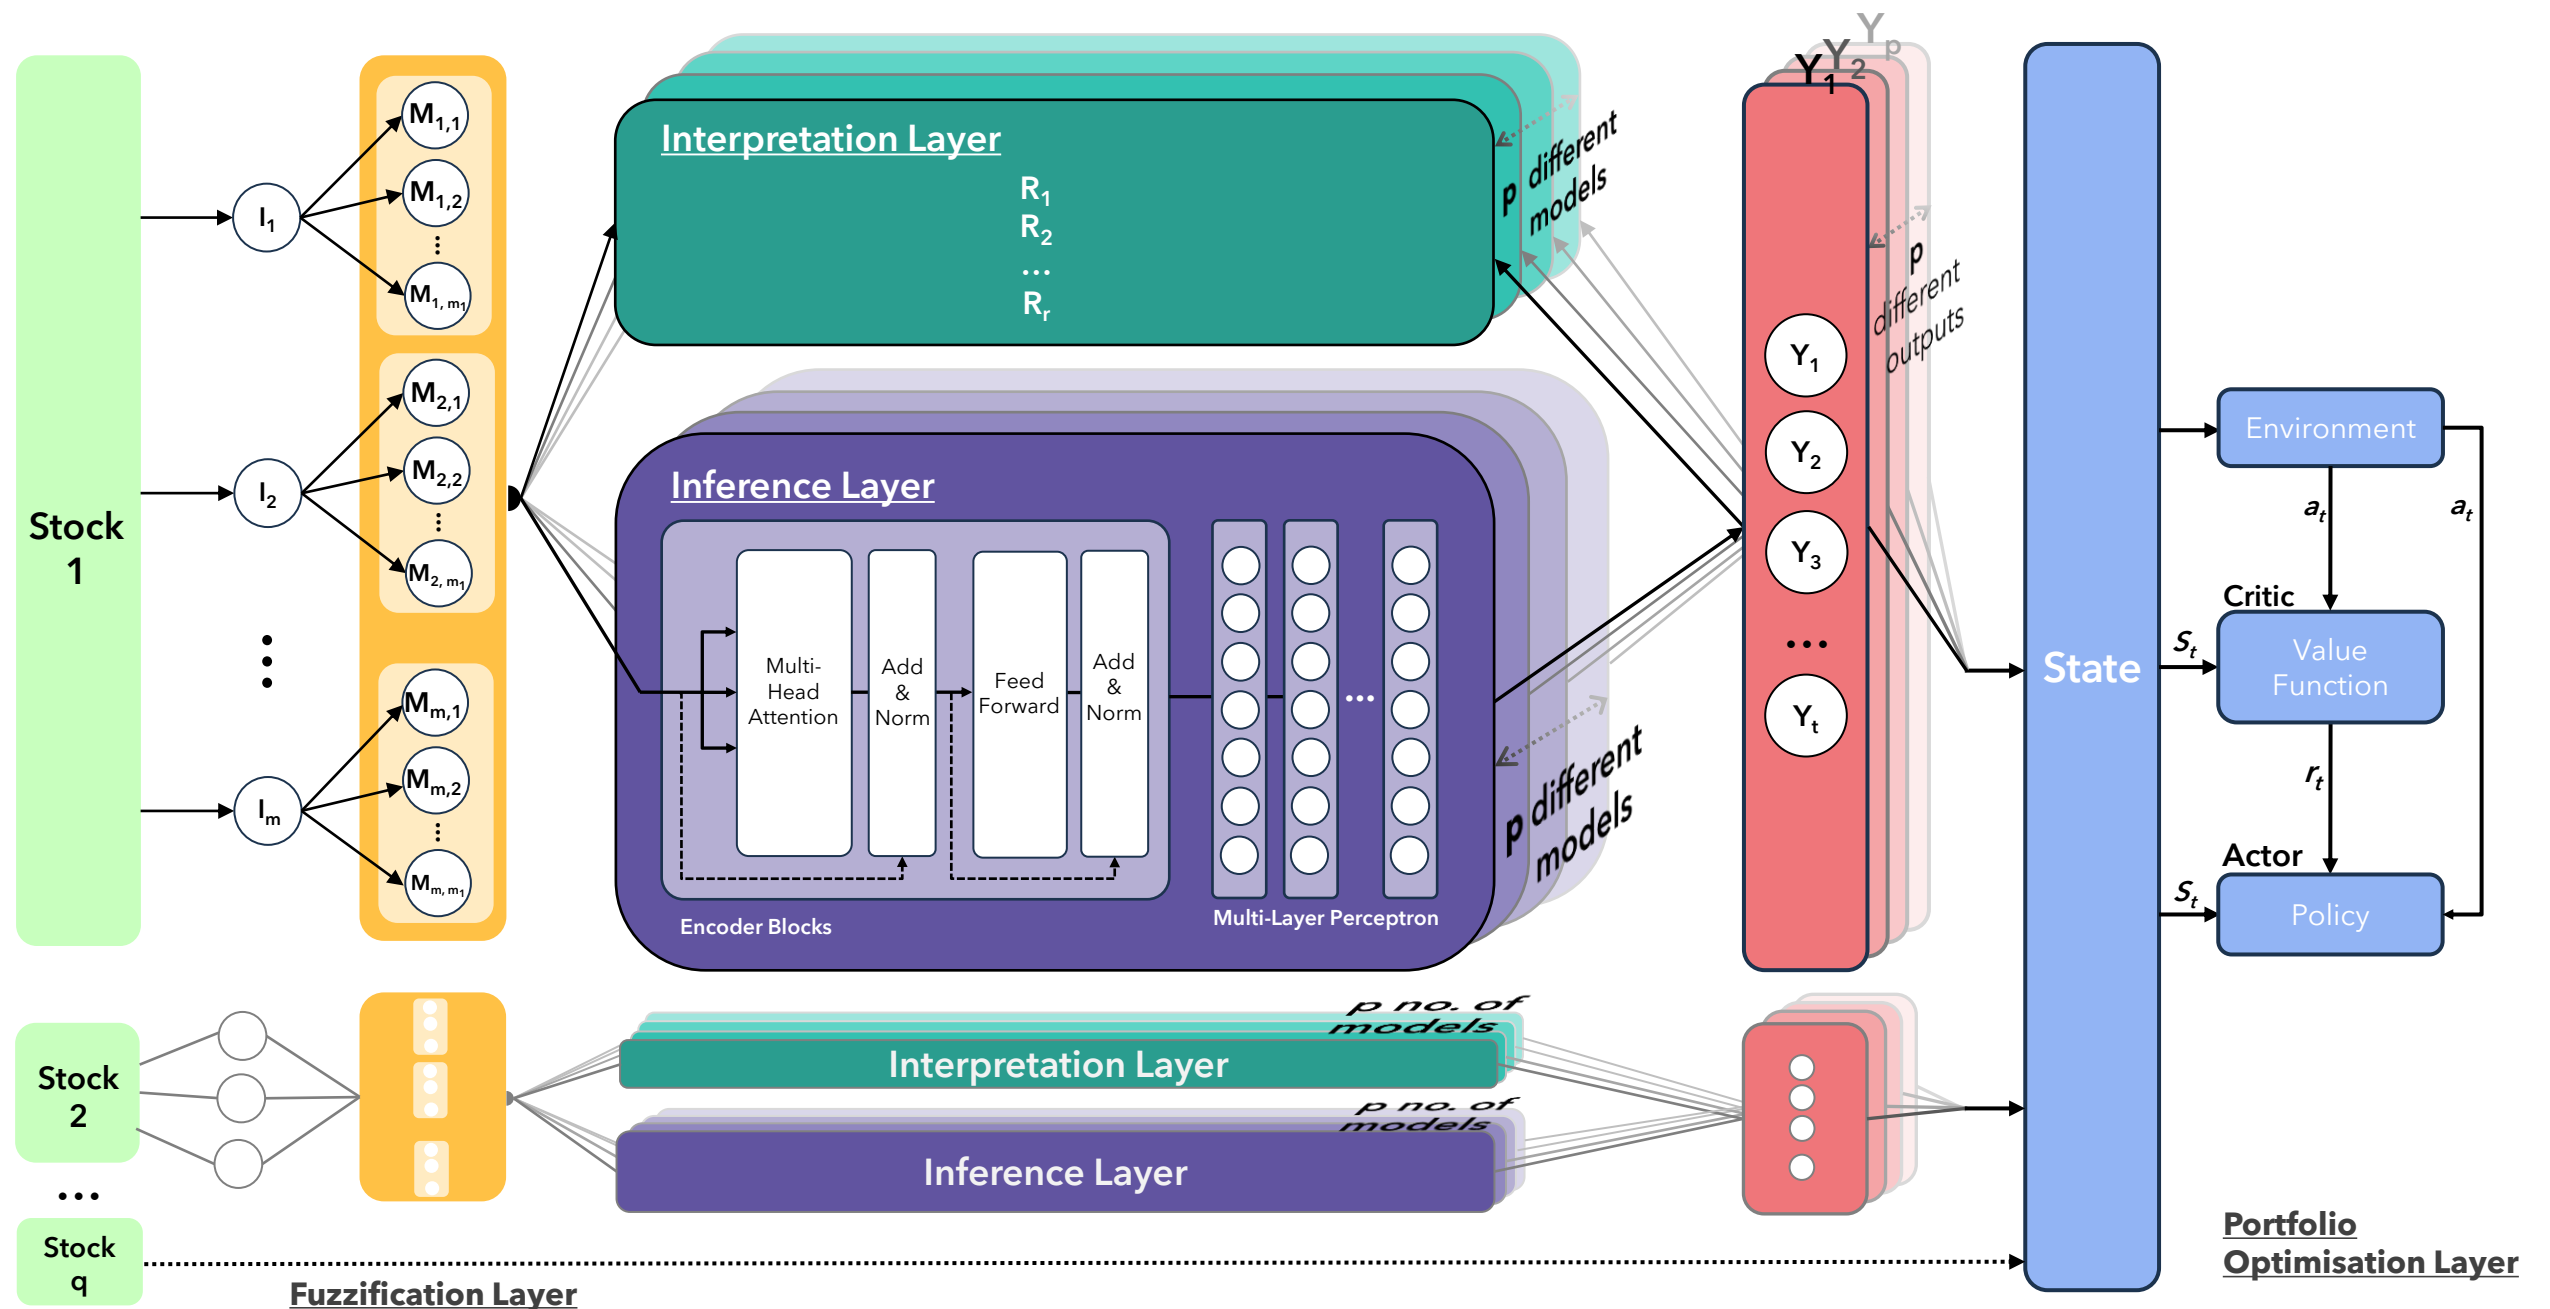 Stock
1
I1
I2
Im
M1,1
M1,2
M1, m1
M2,1
M2,2
M2, m1
Mm,1
Mm,2
Mm, m1
Interpretation Layer
R1
R2
...
Rr
p different
models
Inference Layer
Multi-
Head
Attention
Add
&
Norm
Feed
Forward
Add
&
Norm
...
Encoder Blocks
Multi-Layer Perceptron
p different
models
Y1
Y2
Yp
Y1
Y2
Y3
...
Yt
p
different
outputs
State
Environment
at
at
Critic
St
Value
Function
rt
Actor
St
Policy
Stock
2
...
Stock
q
p no. of
models
Interpretation Layer
p no. of
models
Inference Layer
Fuzzification Layer
Portfolio
Optimisation Layer